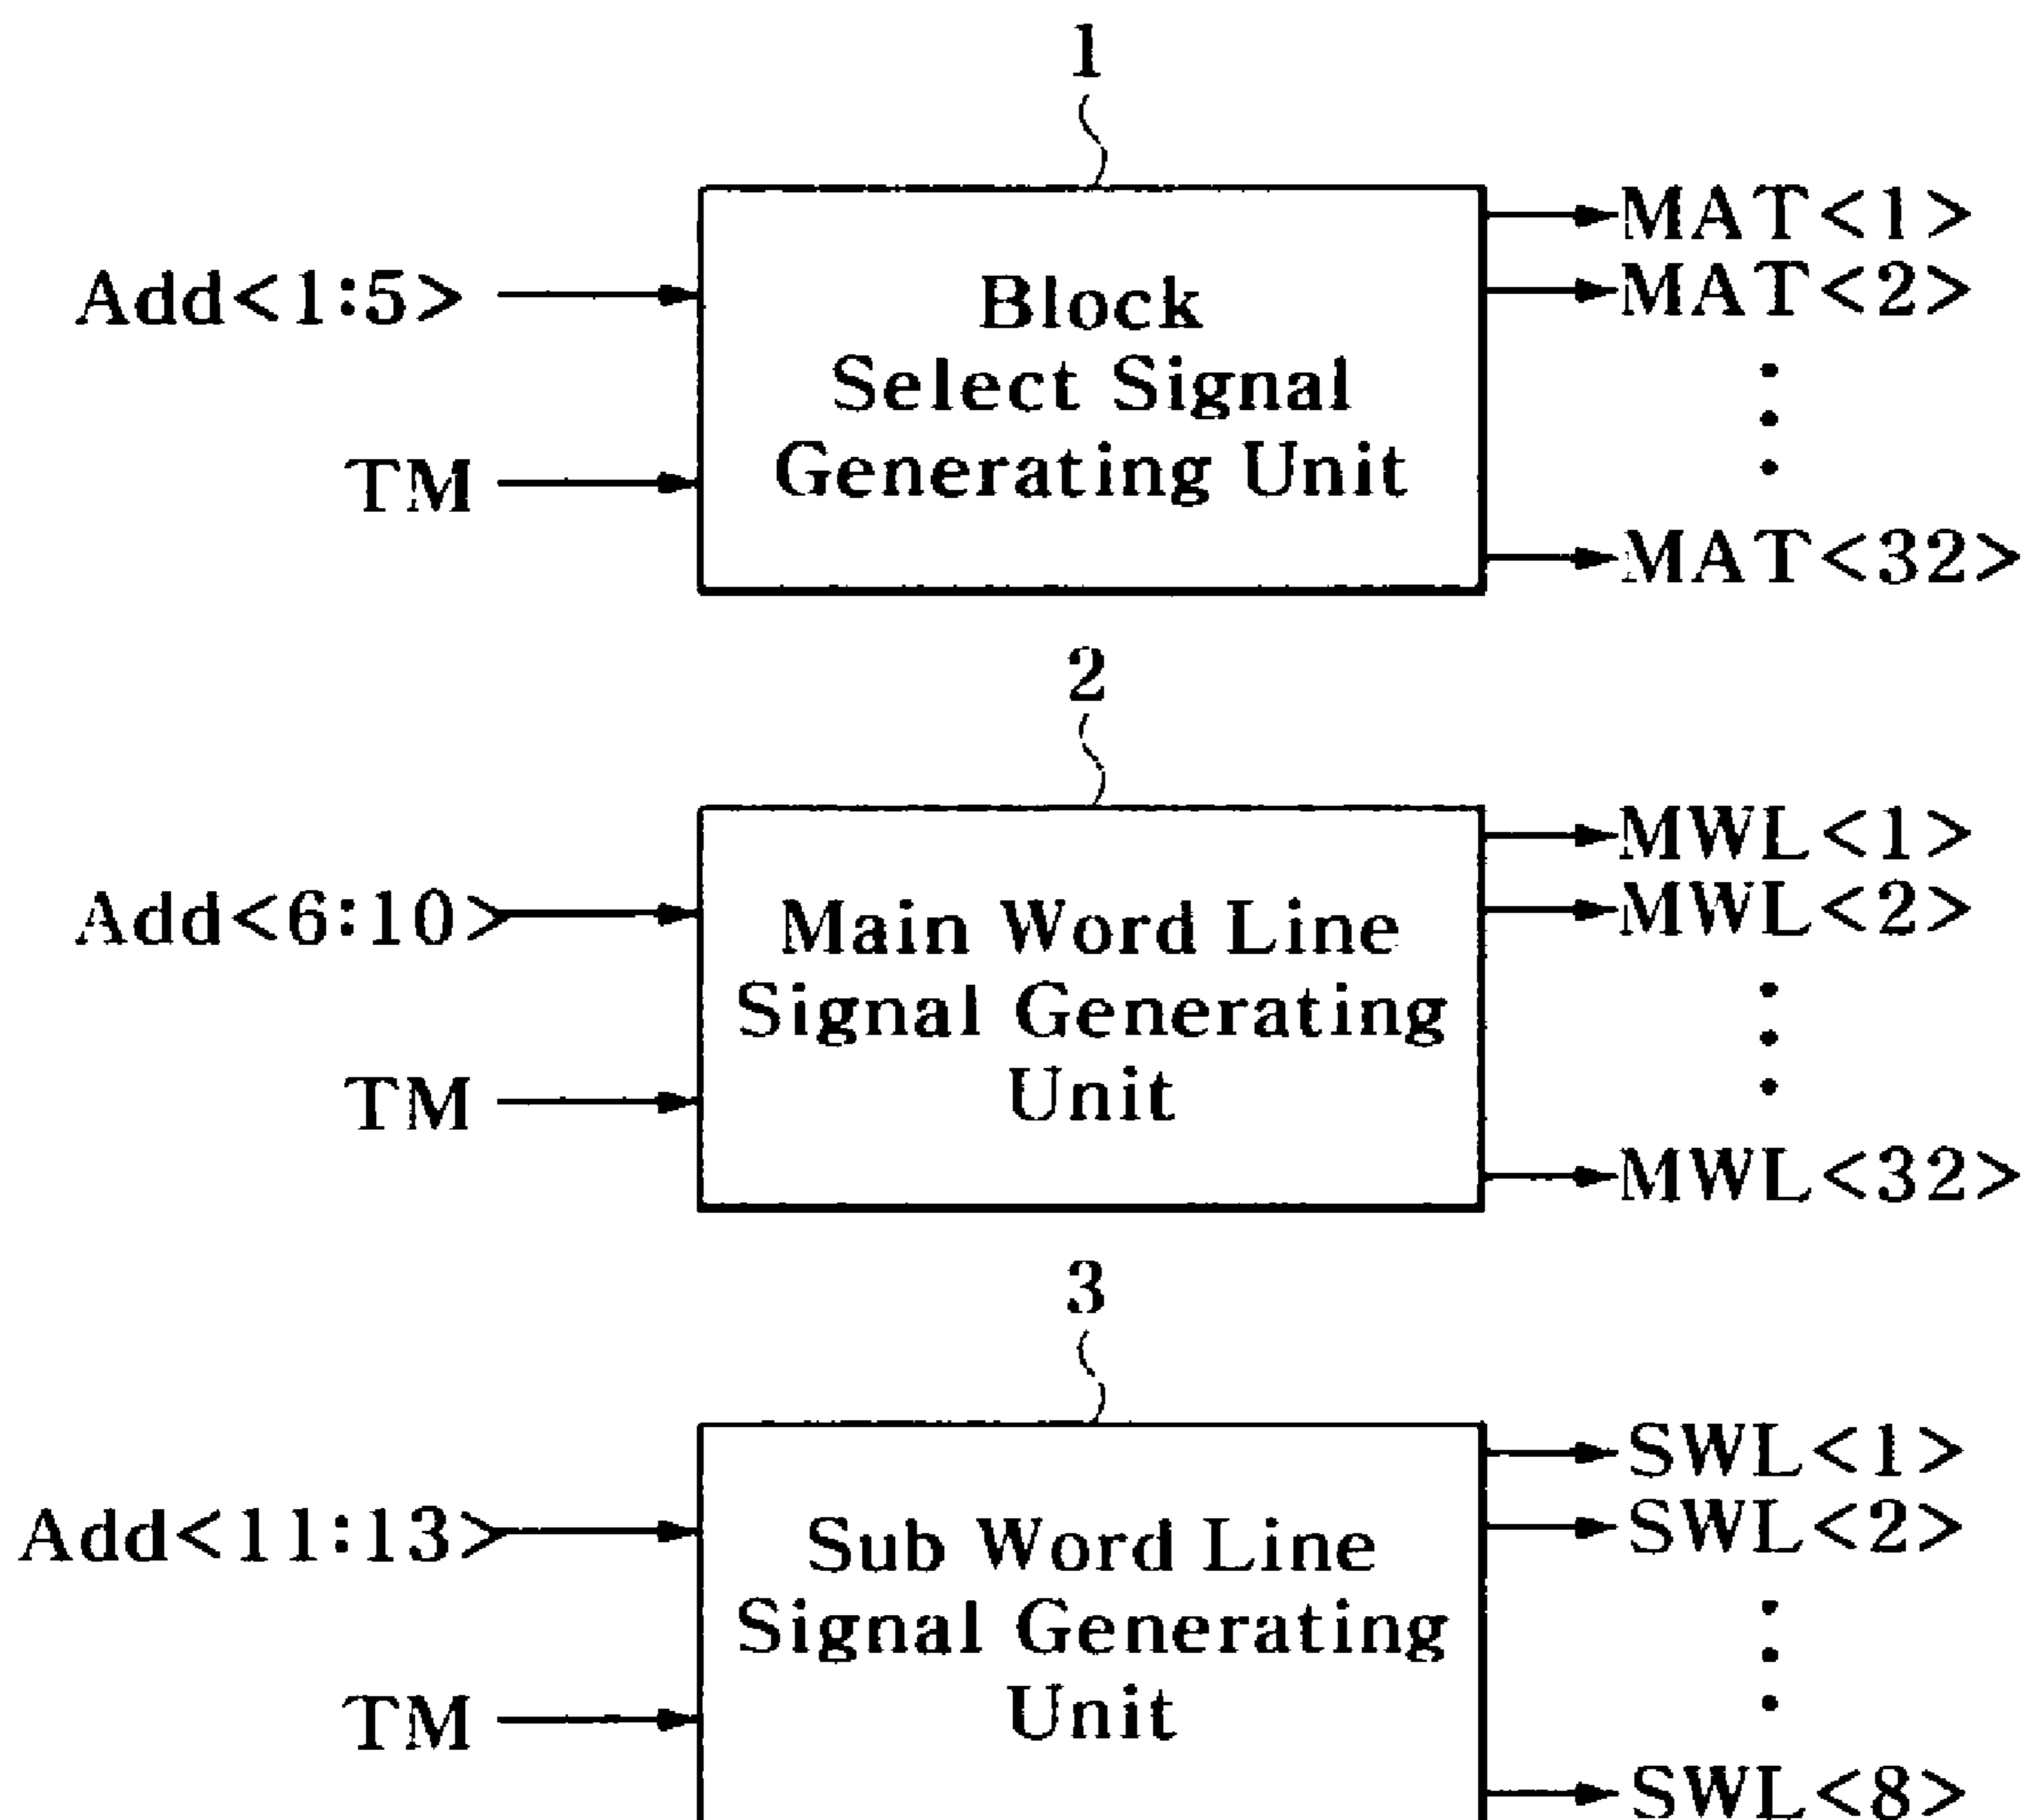 1
Add<1:5>
TM
Block
Select Signal
Generating Unit
MAT<1>
MAT<2>
MAT<32>
2
Add<6:10>
TM
Main Word Line
Signal Generating
Unit
MWL<1>
MWL<2>
MWL<32>
3
Add<11:13>
TM
Sub Word Line
Signal Generating
Unit
SWL<1>
SWL<2>
SWL<8>